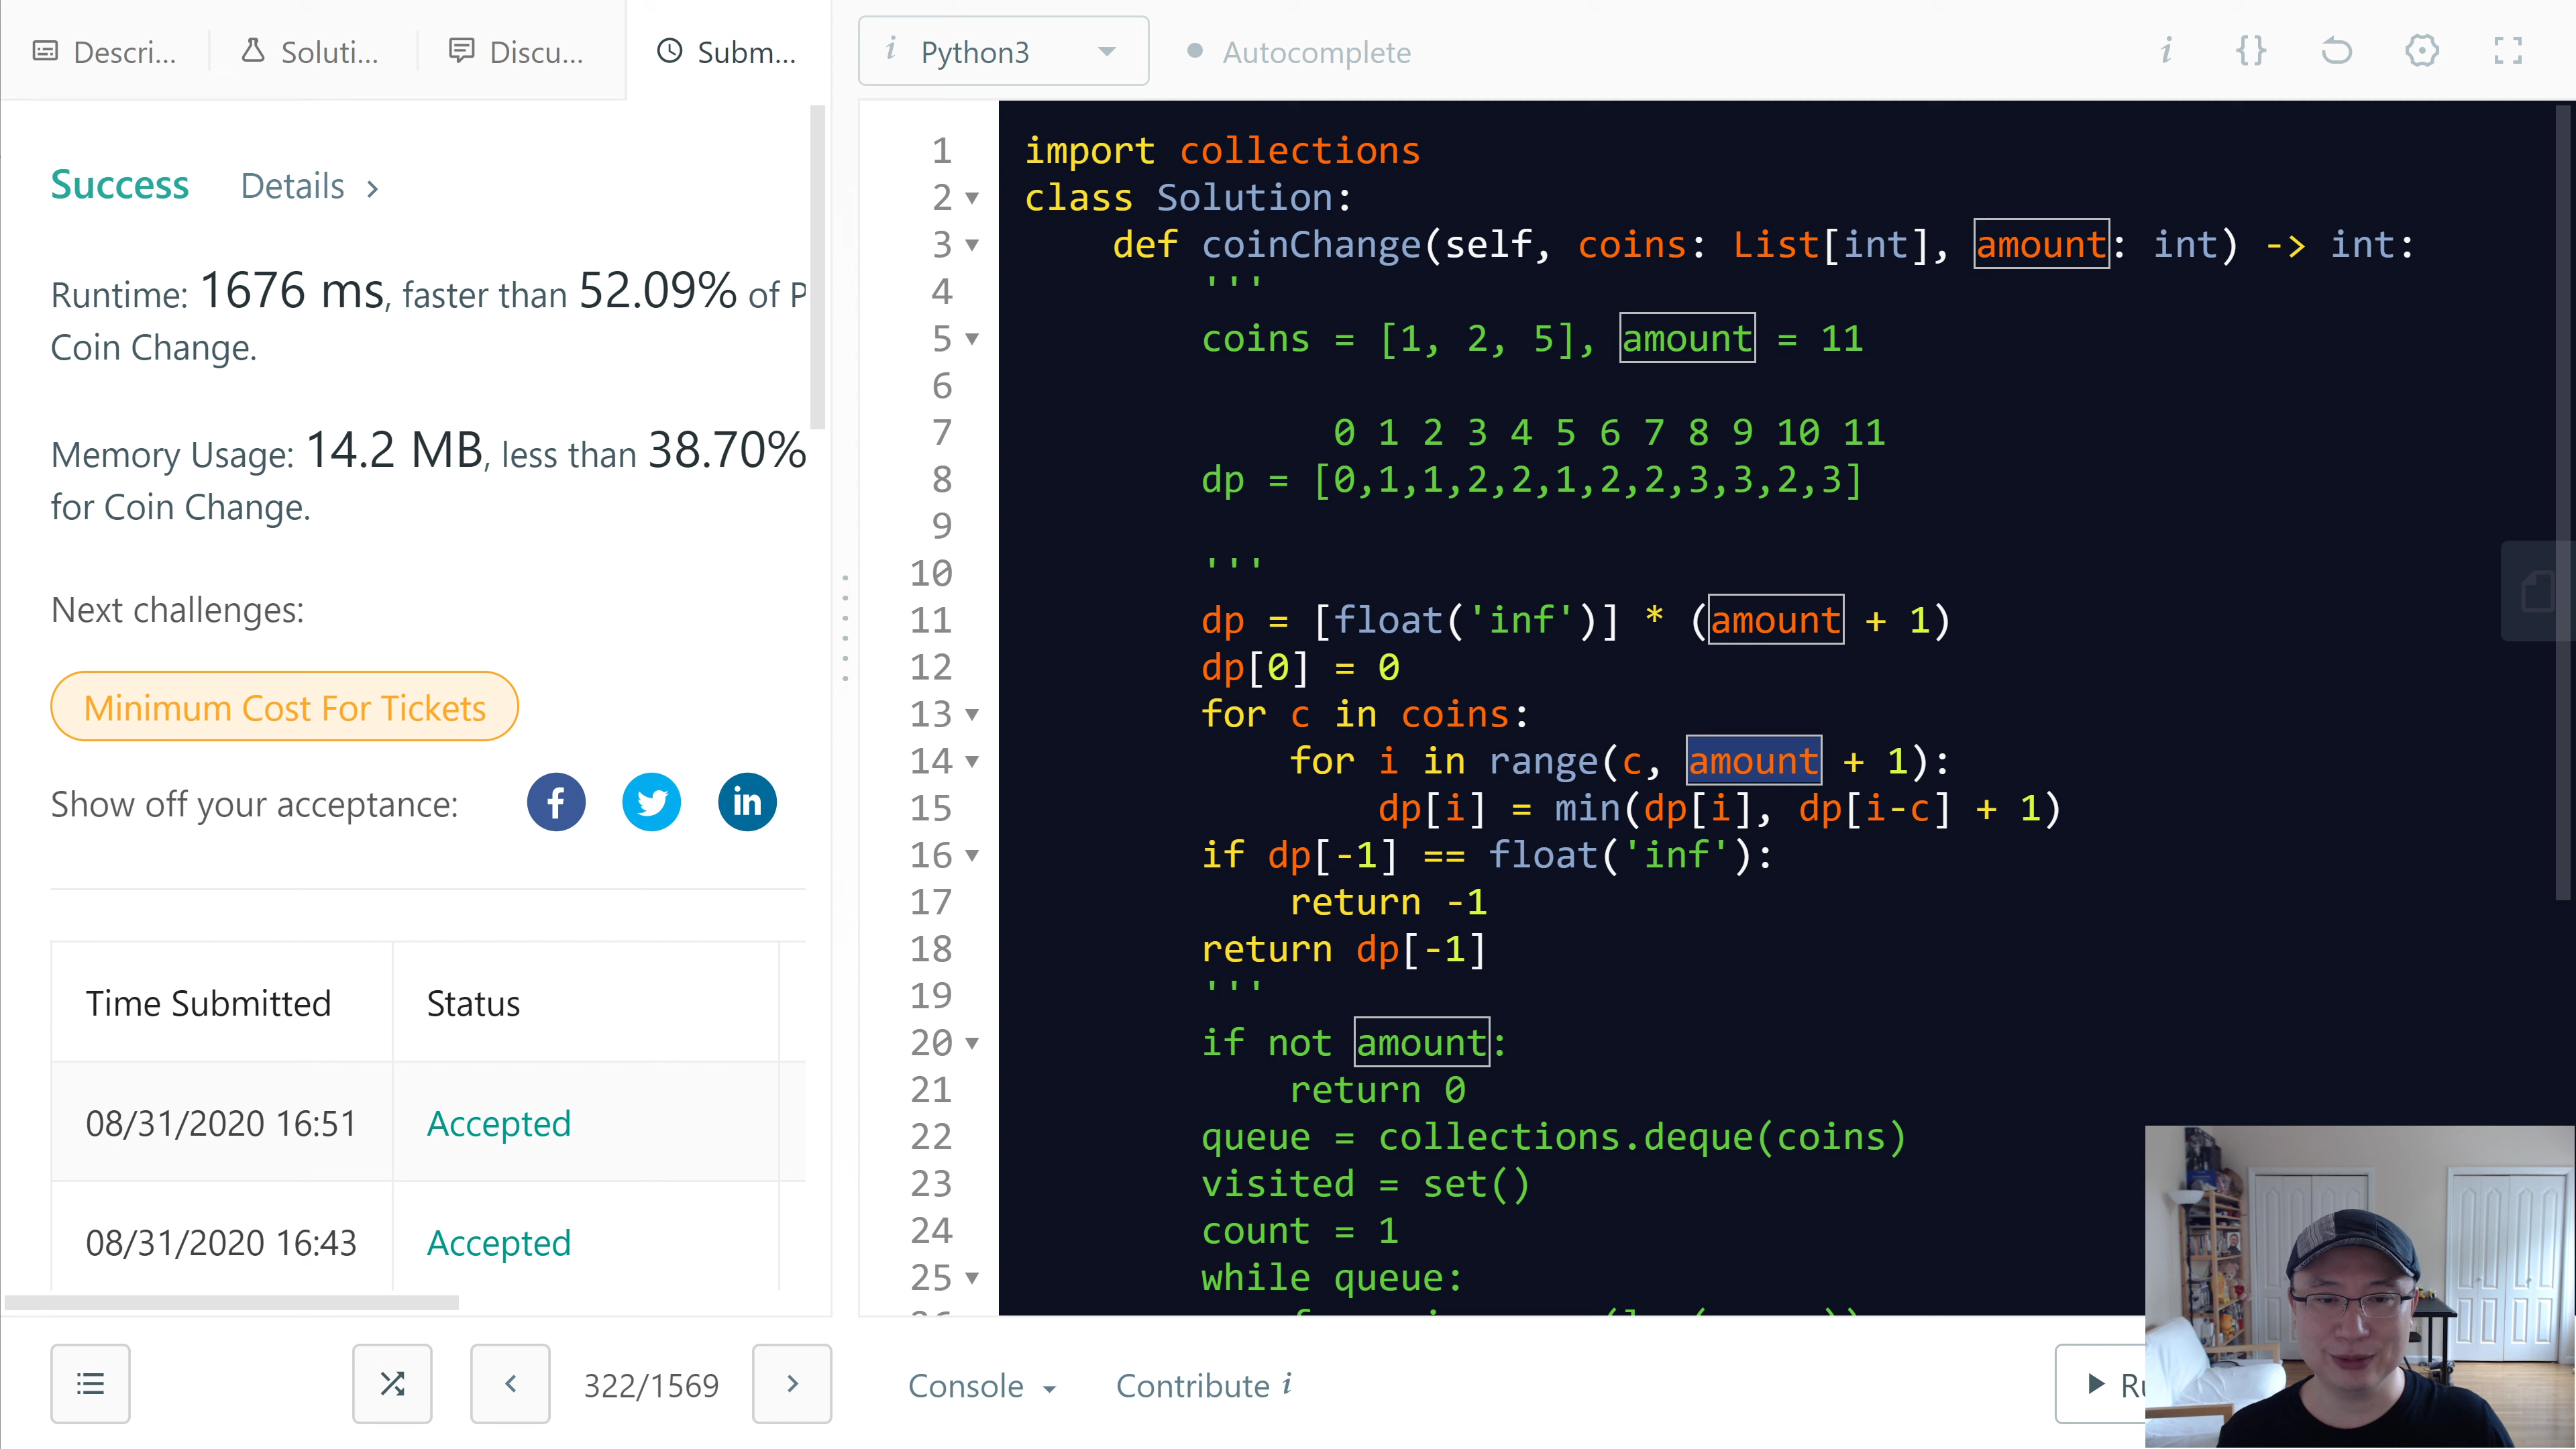 Descri...
Soluti...
Discu...
Subm...
i Python3
Autocomplete
i {}
Success Details >
Runtime: 1676 ms, faster than 52.09% of P
Coin Change.
Memory Usage: 14.2 MB, less than 38.70%
for Coin Change.
Next challenges:
Minimum Cost For Tickets
Show off your acceptance:
f in
Time Submitted Status
08/31/2020 16:51 Accepted
08/31/2020 16:43 Accepted
322/1569
1 import collections
2 class Solution:
3 def coinChange(self, coins: List[int], amount: int) -> int:
4 '''
5 coins = [1, 2, 5], amount = 11
6
7 0 1 2 3 4 5 6 7 8 9 10 11
8 dp = [0,1,1,2,2,1,2,2,3,3,2,3]
9
10 '''
11 dp = [float('inf')] * (amount + 1)
12 dp[0] = 0
13 for c in coins:
14 for i in range(c, amount + 1):
15 dp[i] = min(dp[i], dp[i-c] + 1)
16 if dp[-1] == float('inf'):
17 return -1
18 return dp[-1]
19 '''
20 if not amount:
21 return 0
22 queue = collections.deque(coins)
23 visited = set()
24 count = 1
25 while queue:
Console
Contribute i